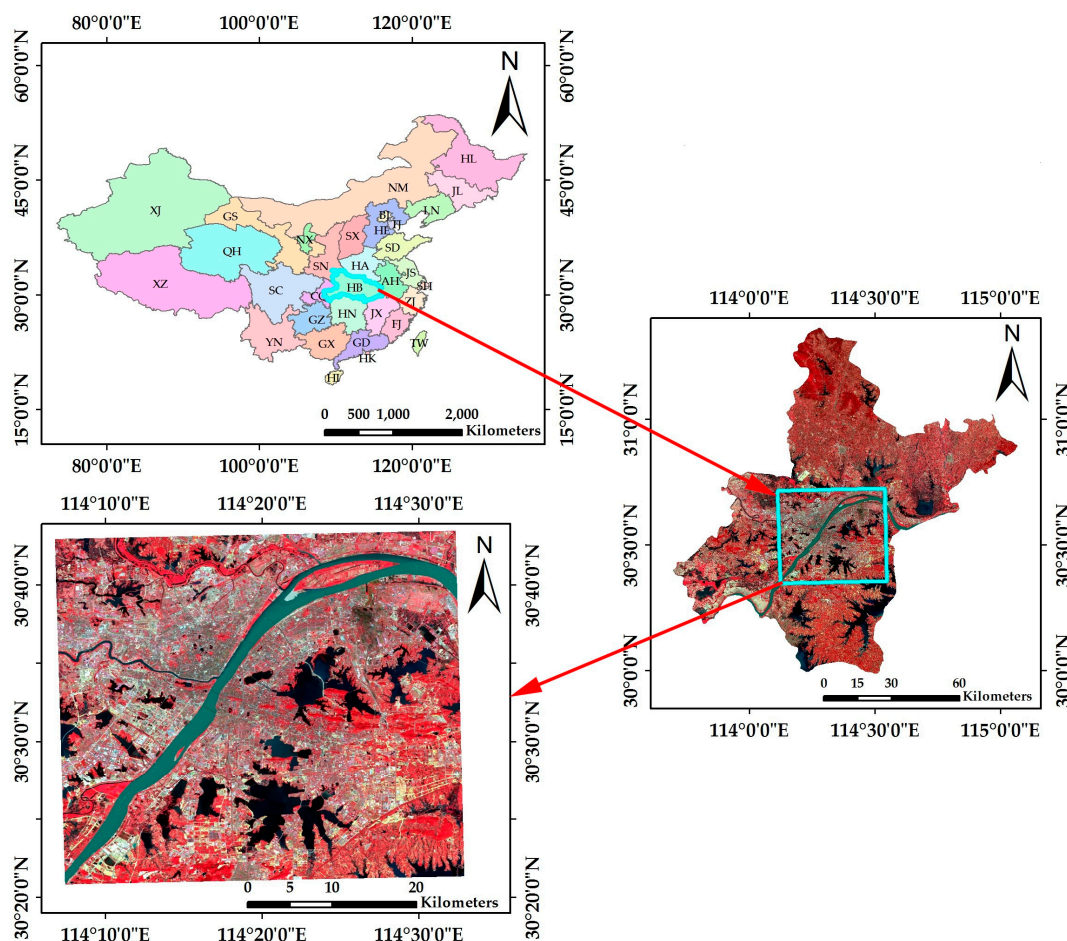 80°0'0"E 100°0'0"E 120°0'0"E
60°0'0"N
45°0'0"N
30°0'0"N
15°0'0"N
N
HL
NM
JL
XJ
GS
BJ
LN
TJ
HE
NX
SX
QH
SD
SN
HA
XZ
SC
HB
AH
JS
SH
ZJ
HN
JX
GZ
FJ
YN
GX
GD
TW
HK
HI
0 500 1,000 2,000
Kilometers
60°0'0"N
45°0'0"N
30°0'0"N
15°0'0"N
80°0'0"E 100°0'0"E 120°0'0"E
114°0'0"E 114°30'0"E 115°0'0"E
31°0'0"N
30°30'0"N
30°0'0"N
N
0 15 30 60
Kilometers
31°0'0"N
30°30'0"N
30°0'0"N
114°0'0"E 114°30'0"E 115°0'0"E
114°10'0"E 114°20'0"E 114°30'0"E
30°40'0"N
30°30'0"N
30°20'0"N
N
0 5 10 20
Kilometers
30°40'0"N
30°30'0"N
30°20'0"N
114°10'0"E 114°20'0"E 114°30'0"E